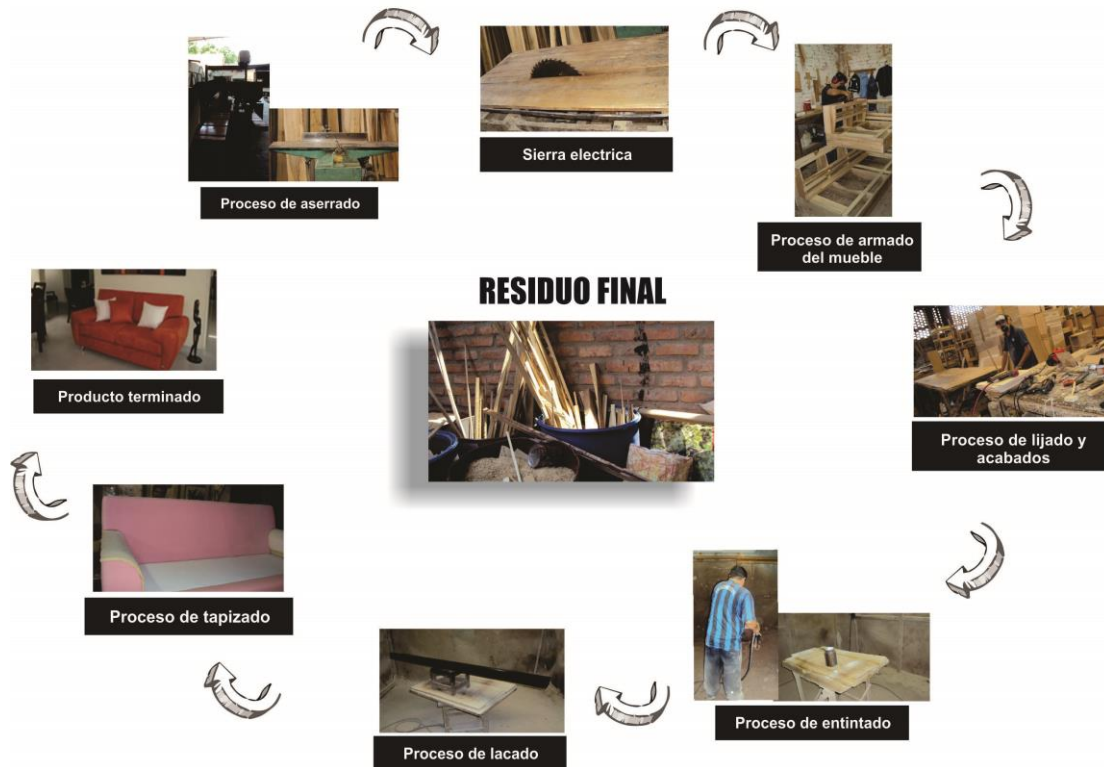 Proceso de aserrado
Sierra electrica
Proceso de armado
del mueble
RESIDUO FINAL
Proceso de lijado y
acabados
Proceso de entintado
Proceso de lacado
Proceso de tapizado
Producto terminado